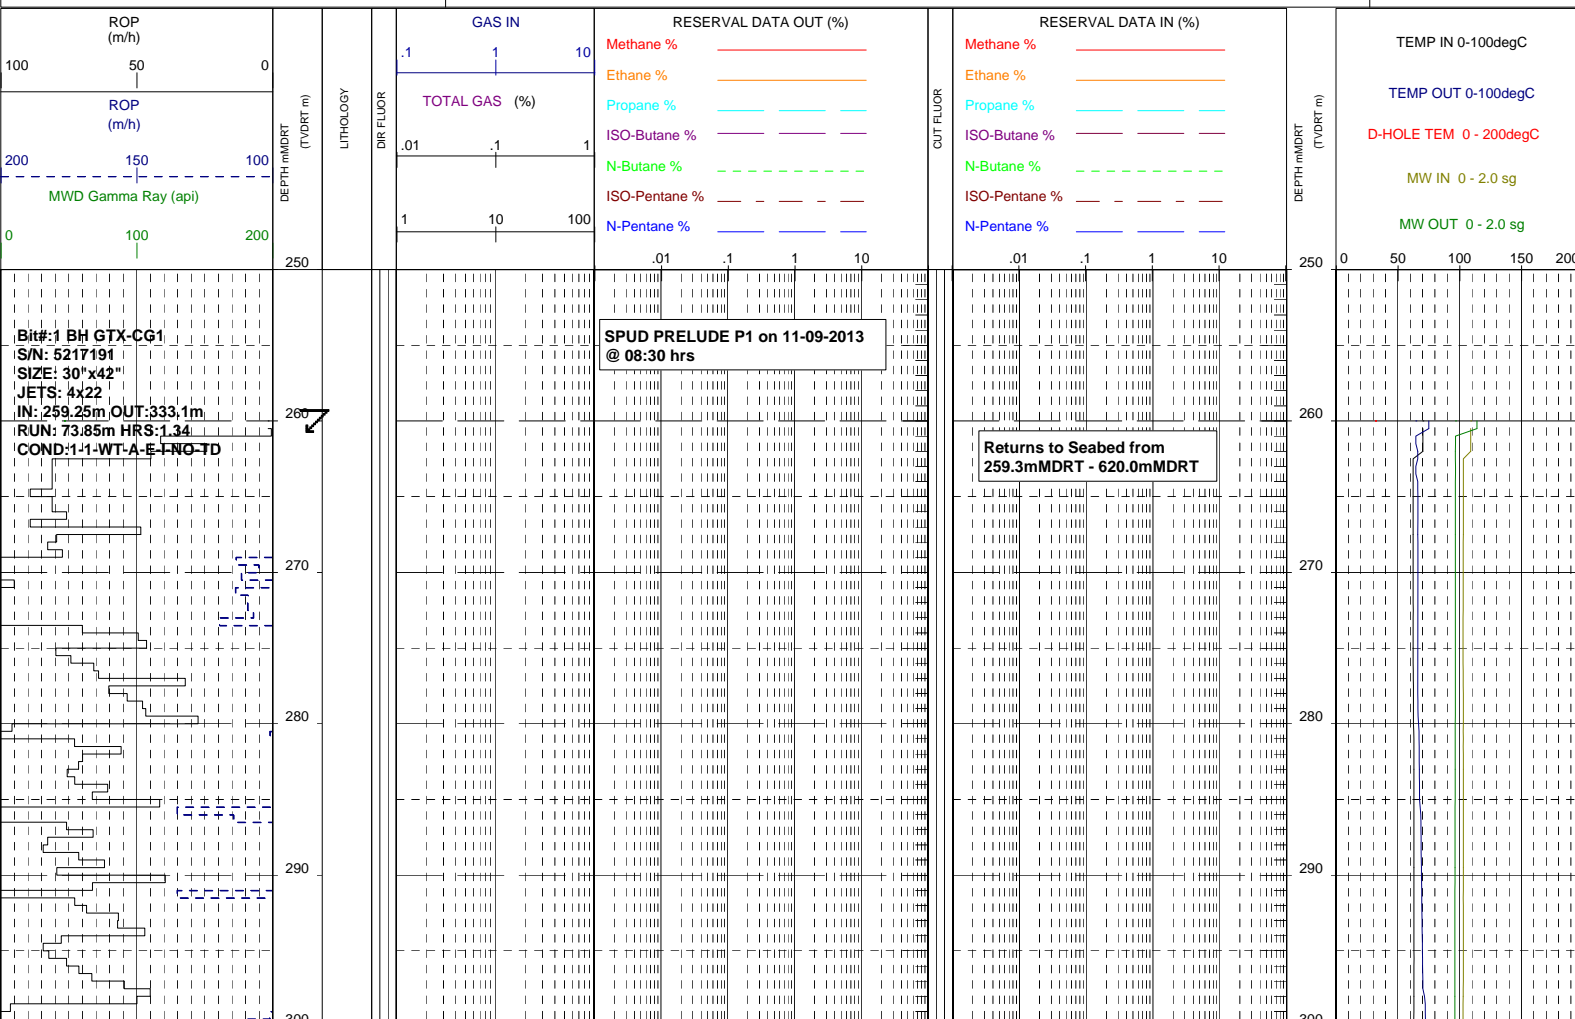 ROP
(m/h)
100 50 0
ROP
(m/h)
200 150 100
MWD Gamma Ray (api)
0 100 200
DEPTH mMDRT
(TVDRT m)
LITHOLOGY
DIR FLUOR
GAS IN
.1 1 10
TOTAL GAS (%)
.01 .1 1
1 10 100
RESERVAL DATA OUT (%)
Methane %
Ethane %
Propane %
ISO-Butane %
N-Butane %
ISO-Pentane %
N-Pentane %
.01 .1 1 10
CUT FLUOR
RESERVAL DATA IN (%)
Methane %
Ethane %
Propane %
ISO-Butane %
N-Butane %
ISO-Pentane %
N-Pentane %
.01 .1 1 10
DEPTH mMDRT
(TVDRT m)
TEMP IN 0-100degC
TEMP OUT 0-100degC
D-HOLE TEM 0 - 200degC
MW IN 0 - 2.0 sg
MW OUT 0 - 2.0 sg
0 50 100 150 200
250 250
Bit#:1 BH GTX-CG1
S/N: 5217191
SIZE: 30"x42"
JETS: 4x22
IN: 259.25m OUT:333.1m
RUN: 73.85m HRS:1.34
COND:1-1-WT-A-E-I-NO-TD
SPUD PRELUDE P1 on 11-09-2013
@ 08:30 hrs
260 260
Returns to Seabed from
259.3mMDRT - 620.0mMDRT
270 270
280 280
290 290
300 300